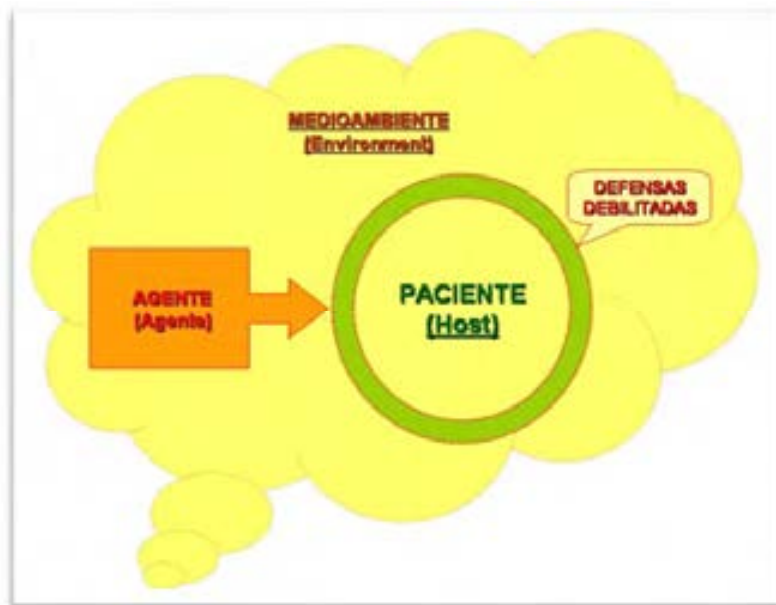 MEDIOAMBIENTE
(Environment)
DEFENSAS
DEBILITADAS
AGENTE
(Agente)
PACIENTE
(Host)